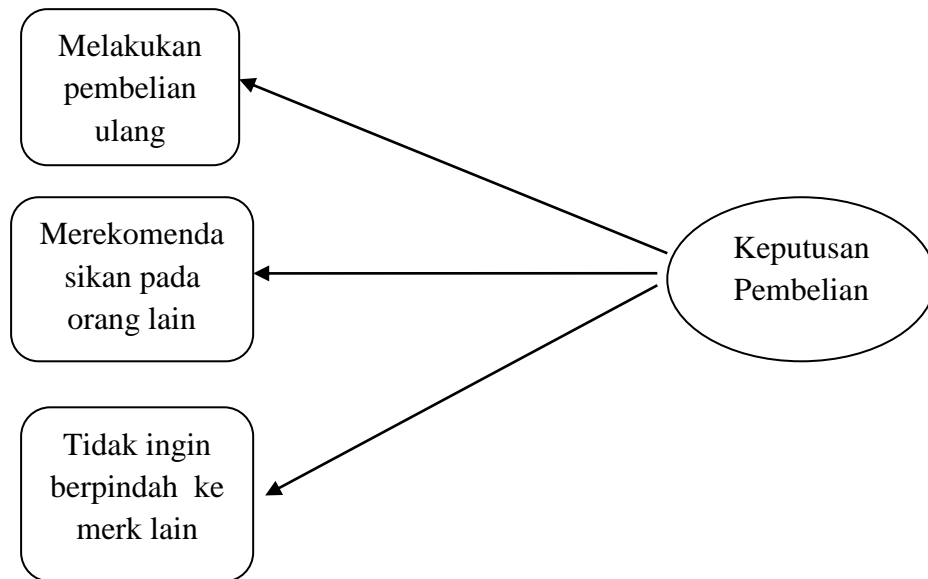 Melakukan
pembelian
ulang
Merekomenda
sikan pada
orang lain
Tidak ingin
berpindah ke
merk lain
Keputusan
Pembelian